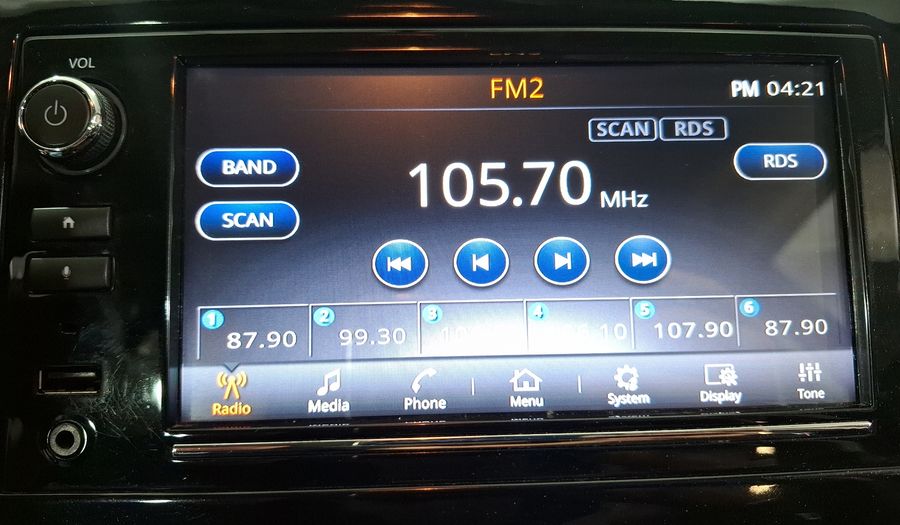 VOL
FM2
PM 04:21
SCAN RDS
BAND
105.70 MHz
RDS
SCAN
1 87.90
2 99.30
3
4
5 107.90
6 87.90
Radio
Media
Phone
Menu
System
Display
Tone